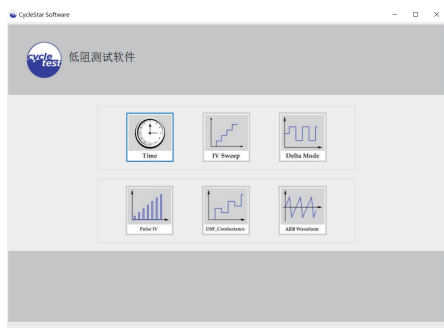 CycleStar Software
cycle
test
低阻测试软件
Time
IV Sweep
Delta Mode
Pulse IV
Diff_Conductance
ARB Waveform